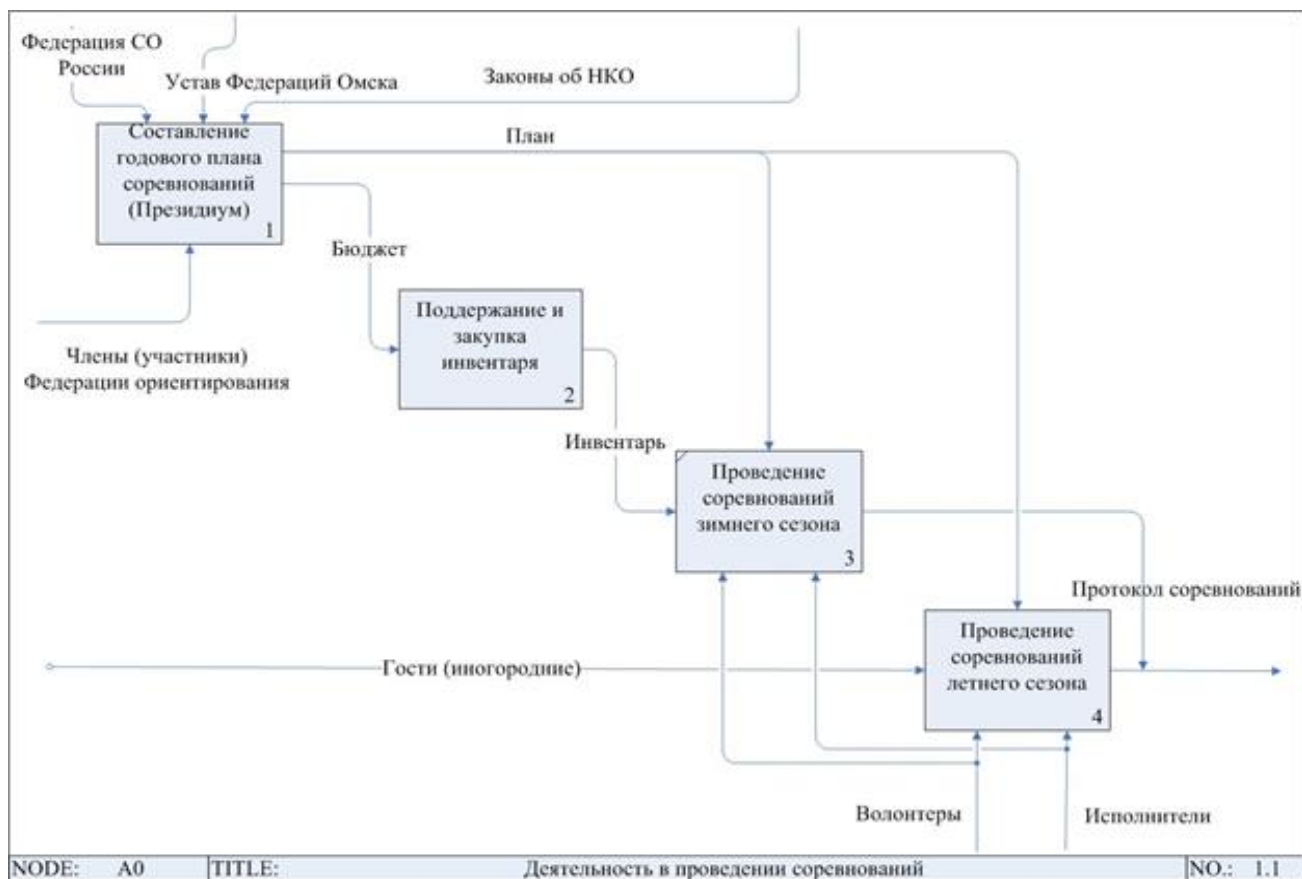 Федерация СО
России
Устав Федераций Омска
Законы об НКО
Составление
годового плана
соревнований
(Президиум)
1
План
Бюджет
Члены (участники)
Федерации ориентирования
Поддержание и
закупка
инвентаря
2
Инвентарь
Проведение
соревнований
зимнего сезона
3
Протокол соревнований
Гости (иногородние)
Проведение
соревнований
летнего сезона
4
Волонтеры
Исполнители
NODE: A0 TITLE: Деятельность в проведении соревнований NO.: 1.1